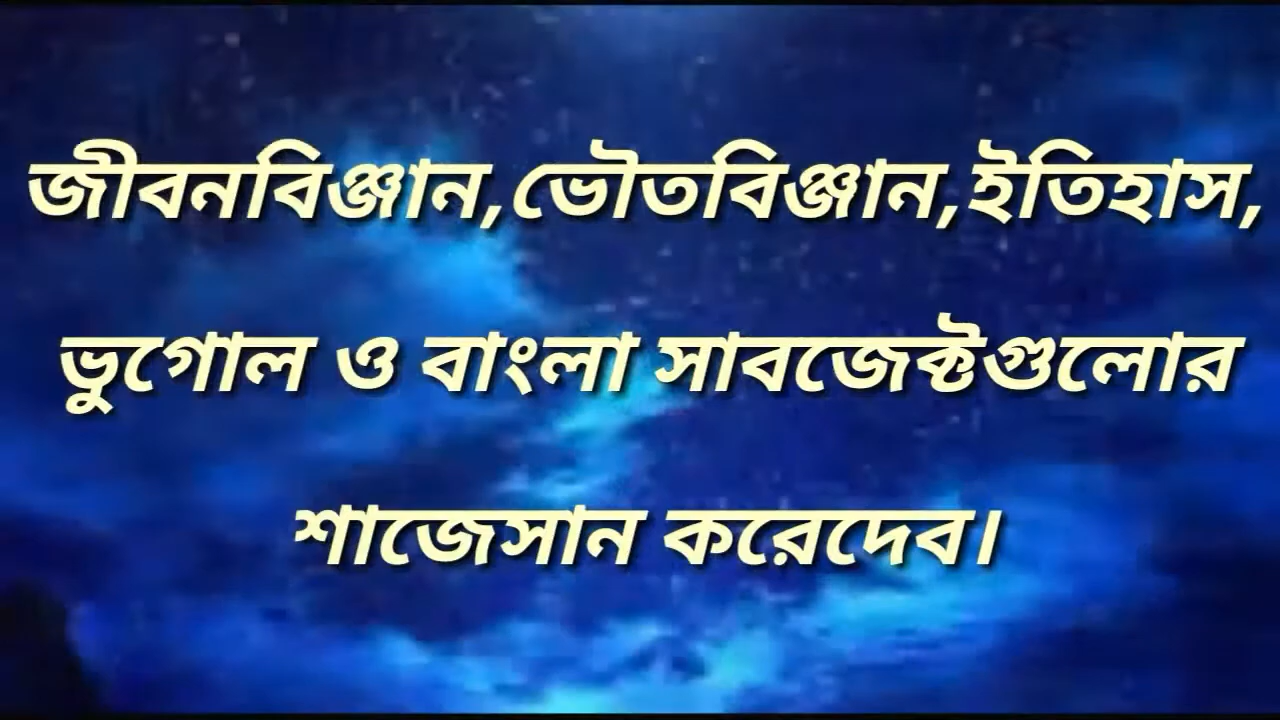 জীবনবিঞ্জান,ভৌতবিঞ্জান,ইতিহাস,
ভুগোল ও বাংলা সাবজেক্টগুলোর
শাজেসান করেদেব।